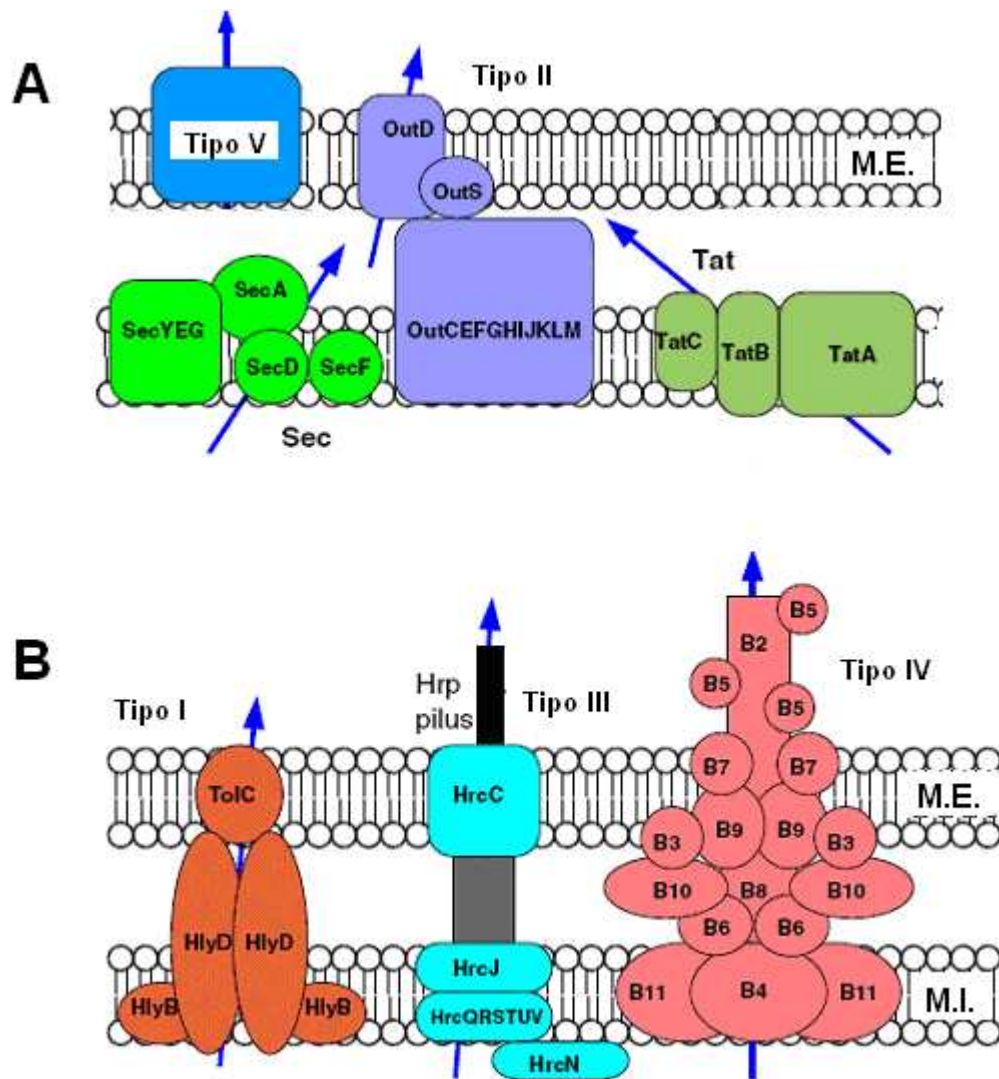 A
Tipo II
Tipo V
OutD
OutS
M.E.
Tat
SecA
SecYEG
SecD
SecF
OutCEFGHIJKLM
TatC
TatB
TatA
Sec
B
B5
B2
Tipo IV
Hrp
pilus
Tipo III
B5
B5
Tipo I
B7
B7
TolC
HrcC
M.E.
B9
B9
B3
B3
B10
B8
B10
HlyD
HlyD
B6
B6
HrcJ
B11
B4
B11
M.I.
HlyB
HlyB
HrcQRSTUV
HrcN